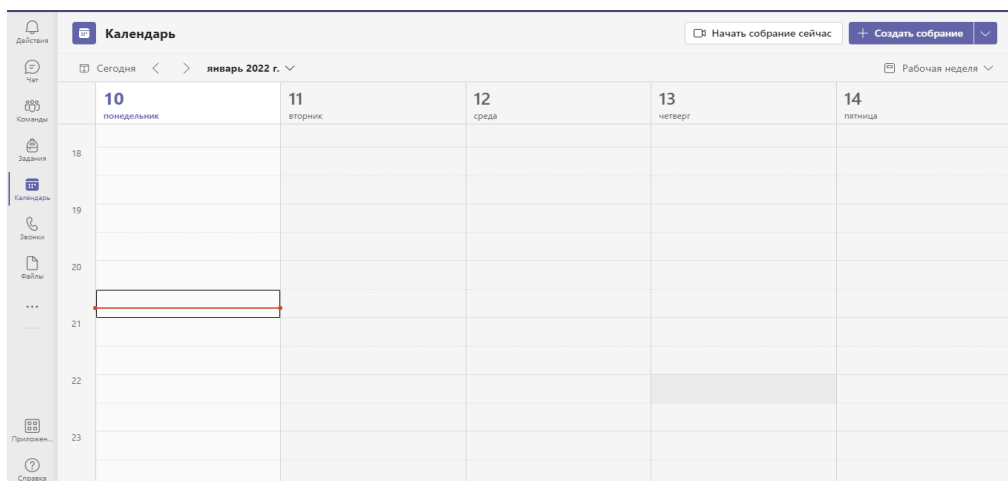 Действия
Чат
Команды
Задания
Календарь
Звонки
Файлы
Приложен...
Справка
Календарь
Начать собрание сейчас
+ Создать собрание
Сегодня январь 2022 г.
Рабочая неделя
10 11 12 13 14
понедельник вторник среда четверг пятница
18
19
20
21
22
23